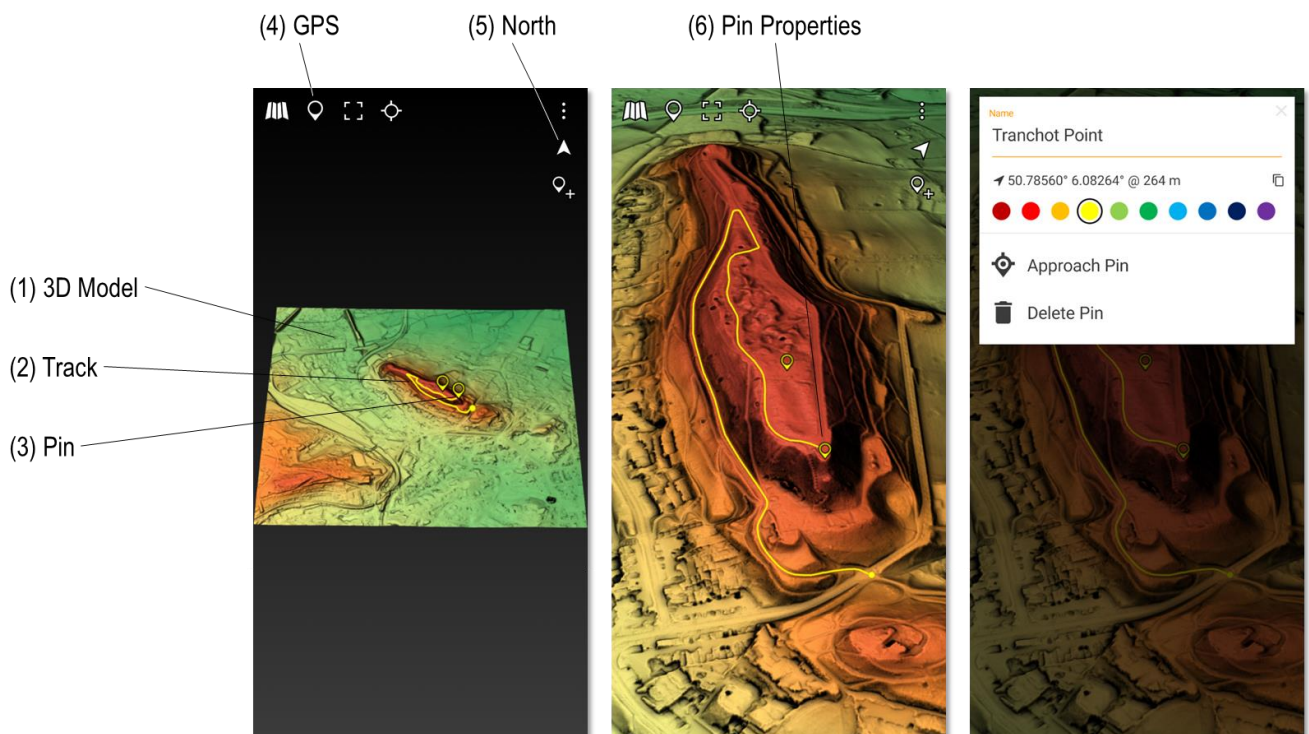 (4) GPS
(5) North
(6) Pin Properties
(1) 3D Model
(2) Track
(3) Pin
Name
Tranchot Point
50.78560° 6.08264° @ 264 m
Approach Pin
Delete Pin